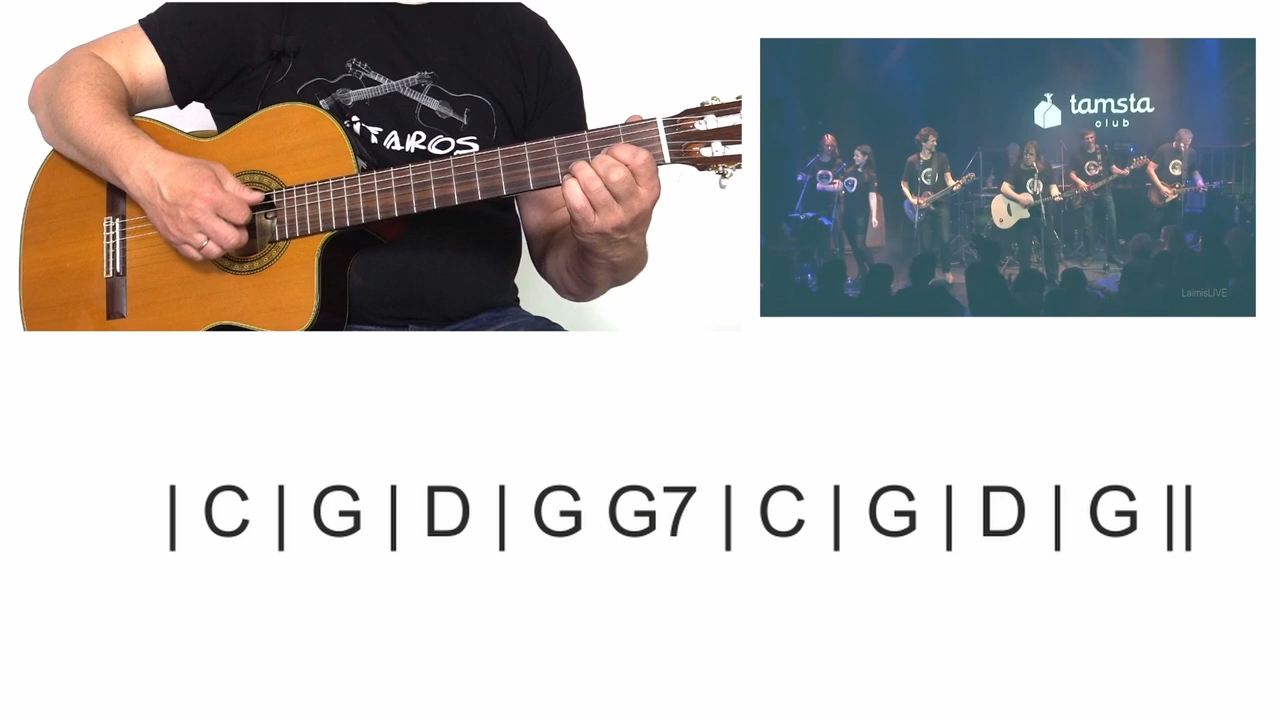 ITAROS
tamsta
club
LaimisLIVE
| C | G | D | G G7 | C | G | D | G ||